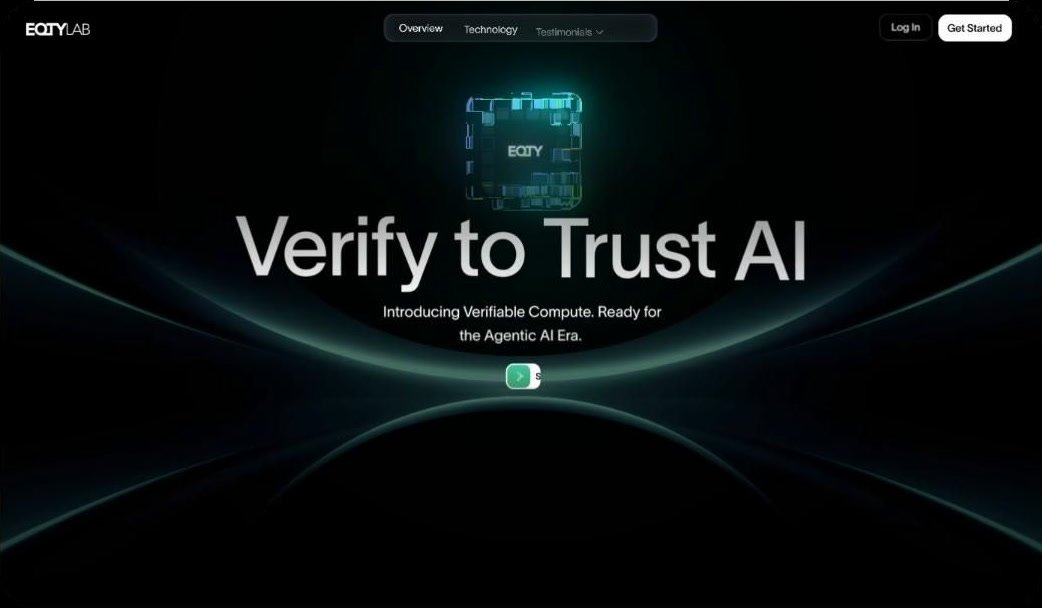 EQTYLAB
Overview Technology Testimonials
Log In Get Started
EQTY
Verify to Trust AI
Introducing Verifiable Compute. Ready for
the Agentic AI Era.